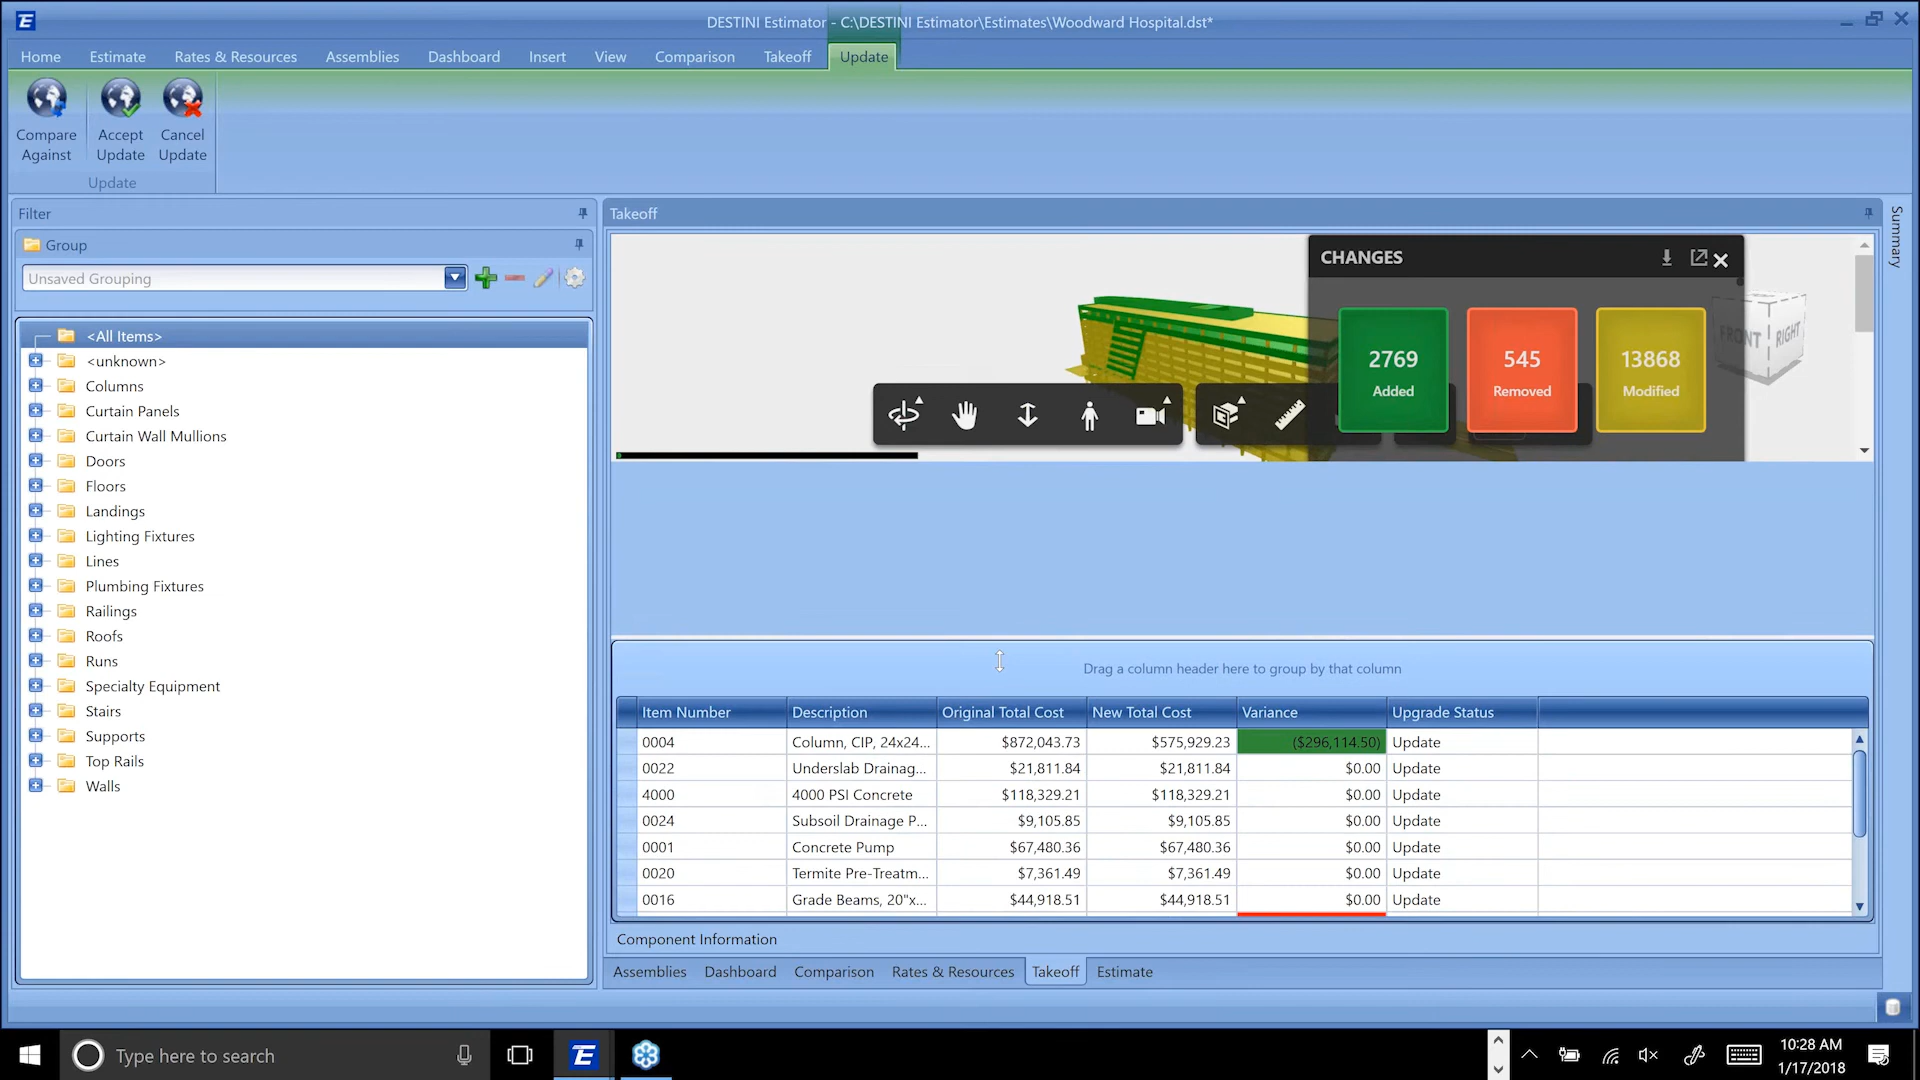 DESTINI Estimator - C:\DESTINI Estimator\Estimates\Woodward Hospital.dst*
Home Estimate Rates & Resources Assemblies Dashboard Insert View Comparison Takeoff Update
Compare Against
Accept Update
Cancel Update
Update
Filter
Group
Unsaved Grouping
<All Items>
<unknown>
Columns
Curtain Panels
Curtain Wall Mullions
Doors
Floors
Landings
Lighting Fixtures
Lines
Plumbing Fixtures
Railings
Roofs
Runs
Specialty Equipment
Stairs
Supports
Top Rails
Walls
Takeoff
Summary
CHANGES
2769 Added
545 Removed
13868 Modified
FRONT RIGHT
Drag a column header here to group by that column
Item Number Description Original Total Cost New Total Cost Variance Upgrade Status
0004 Column, CIP, 24x24... $872,043.73 $575,929.23 ($296,114.50) Update
0022 Underslab Drainag... $21,811.84 $21,811.84 $0.00 Update
4000 4000 PSI Concrete $118,329.21 $118,329.21 $0.00 Update
0024 Subsoil Drainage P... $9,105.85 $9,105.85 $0.00 Update
0001 Concrete Pump $67,480.36 $67,480.36 $0.00 Update
0020 Termite Pre-Treatm... $7,361.49 $7,361.49 $0.00 Update
0016 Grade Beams, 20"x... $44,918.51 $44,918.51 $0.00 Update
Component Information
Assemblies Dashboard Comparison Rates & Resources Takeoff Estimate
Type here to search
10:28 AM
1/17/2018